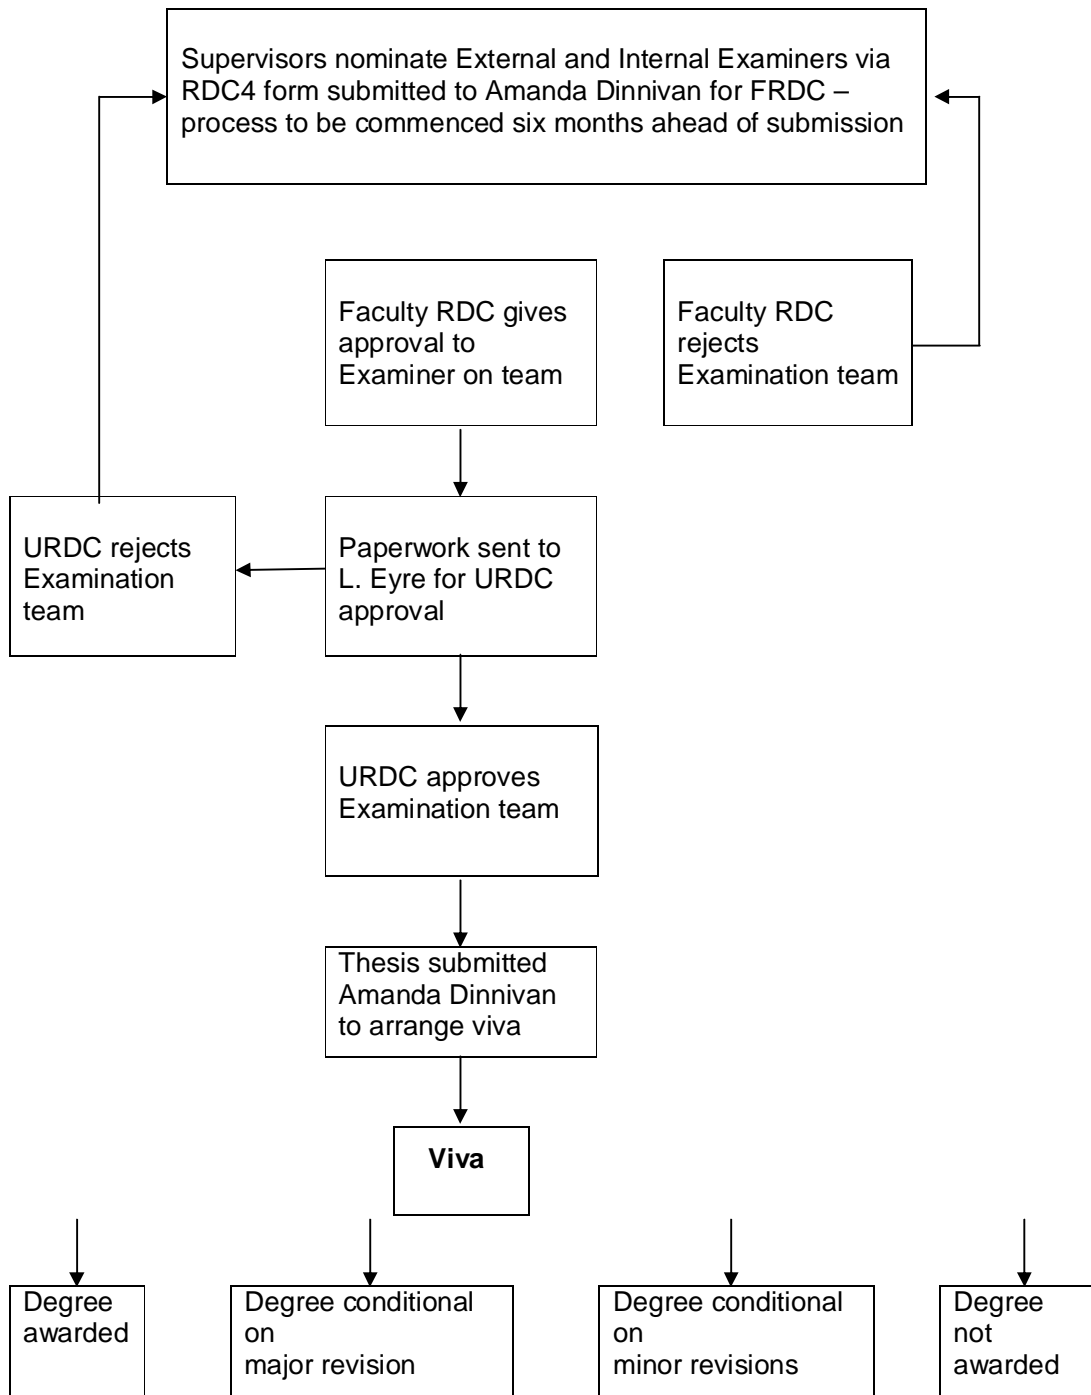 Supervisors nominate External and Internal Examiners via
RDC4 form submitted to Amanda Dinnivan for FRDC –
process to be commenced six months ahead of submission
Faculty RDC gives
approval to
Examiner on team
Faculty RDC
rejects
Examination team
URDC rejects
Examination
team
Paperwork sent to
L. Eyre for URDC
approval
URDC approves
Examination team
Thesis submitted
Amanda Dinnivan
to arrange viva
Viva
Degree
awarded
Degree conditional
on
major revision
Degree conditional
on
minor revisions
Degree
not
awarded